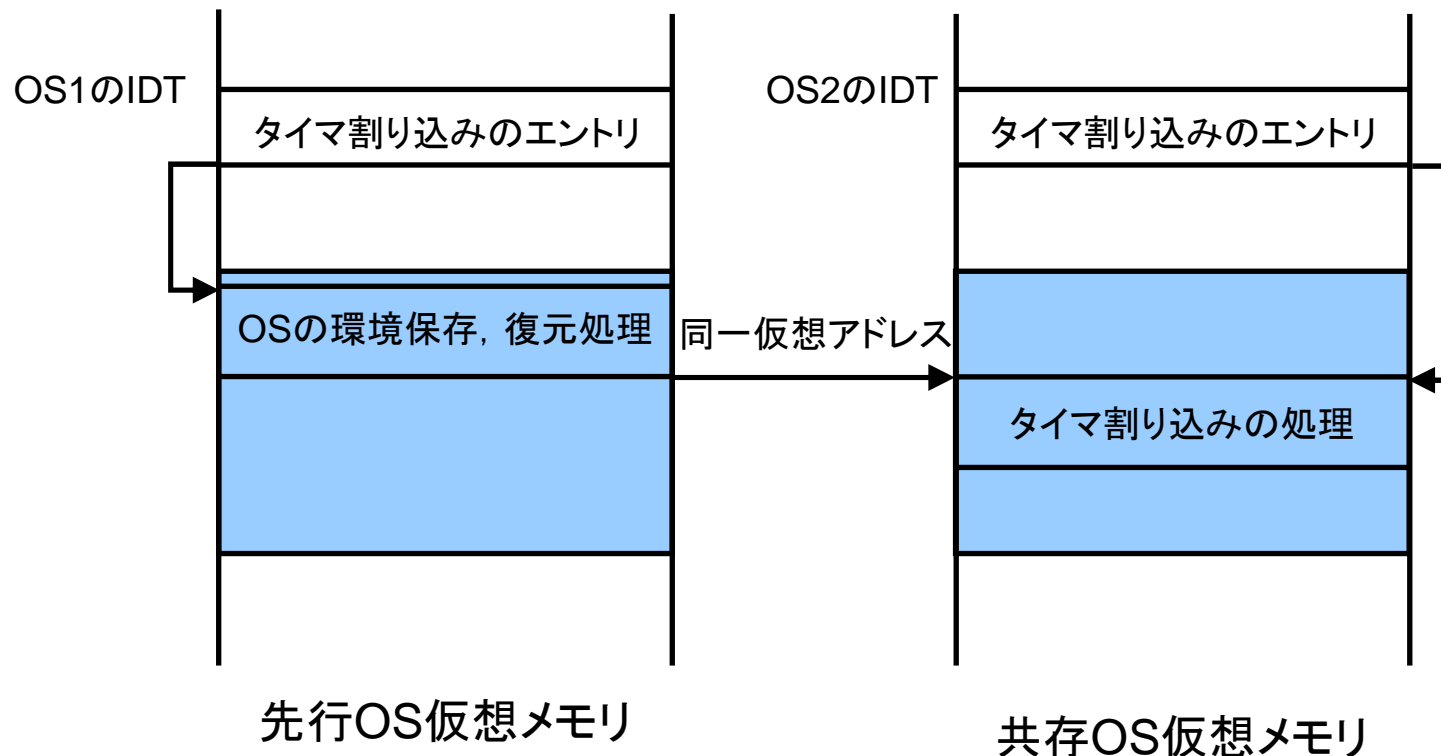 OS1のIDT
OS2のIDT
タイマ割り込みのエントリ
タイマ割り込みのエントリ
OSの環境保存, 復元処理
同一仮想アドレス
タイマ割り込みの処理
先行OS仮想メモリ
共存OS仮想メモリ